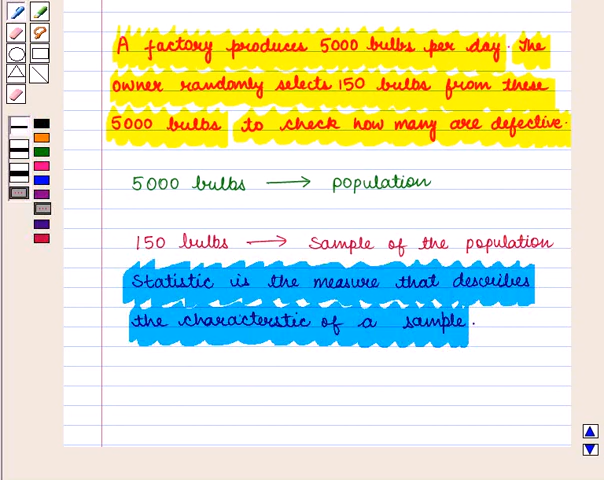 A factory produces 5000 bulbs per day. The
owner randomly selects 150 bulbs from these
5000 bulbs to check how many are defective.
5000 bulbs → population
150 bulbs → Sample of the population
Statistic is the measure that describes
the characterstic of a sample.